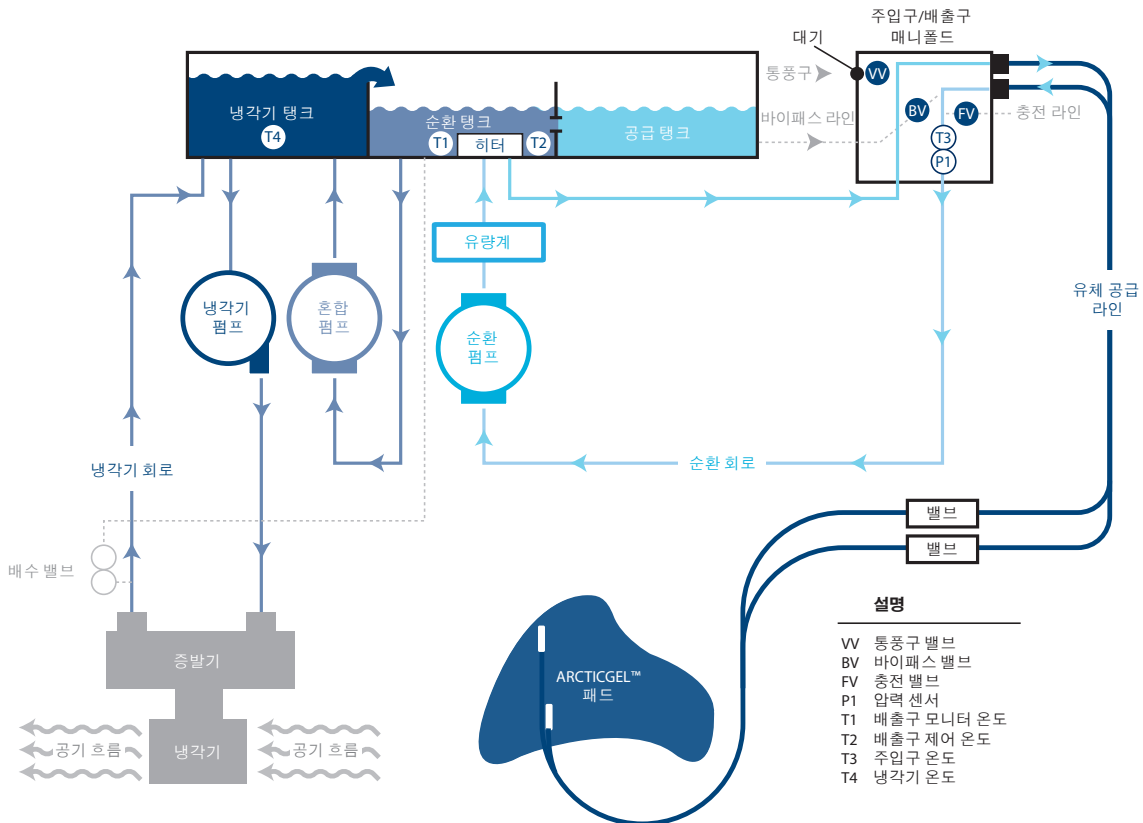 주입구/배출구
매니폴드
대기
통풍구
VV
바이패스 라인
BV
FV
충전 라인
T3
P1
냉각기 탱크
T4
순환 탱크
T1
히터
T2
공급 탱크
유량계
냉각기
펌프
혼합
펌프
순환
펌프
유체 공급
라인
냉각기 회로
순환 회로
밸브
밸브
배수 밸브
증발기
냉각기
공기 흐름
공기 흐름
ARCTICGEL™
패드
설명
VV 통풍구 밸브
BV 바이패스 밸브
FV 충전 밸브
P1 압력 센서
T1 배출구 모니터 온도
T2 배출구 제어 온도
T3 주입구 온도
T4 냉각기 온도